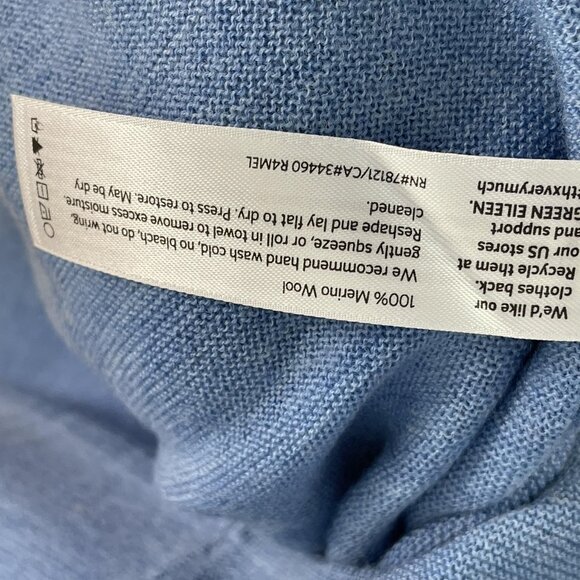 100% Merino Wool
We recommend hand wash cold, no bleach, do not wring,
gently squeeze, or roll in towel to remove excess moisture.
Reshape and lay flat to dry. Press to restore. May be dry
cleaned.
RN#78121/CA#34460 R4MEL
We'd like our
clothes back.
Recycle them at
our US stores
and support
GREEN EILEEN.
ethxverymuch